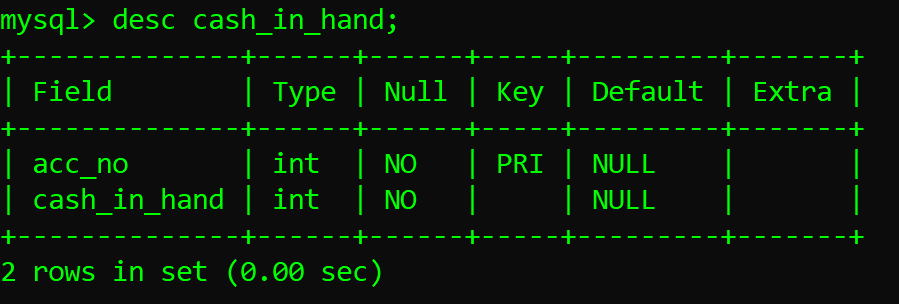 mysql> desc cash_in_hand;
+--------------+------+------+-----+---------+-------+
| Field        | Type | Null | Key | Default | Extra |
+--------------+------+------+-----+---------+-------+
| acc_no       | int  | NO   | PRI | NULL    |       |
| cash_in_hand | int  | NO   |     | NULL    |       |
+--------------+------+------+-----+---------+-------+
2 rows in set (0.00 sec)